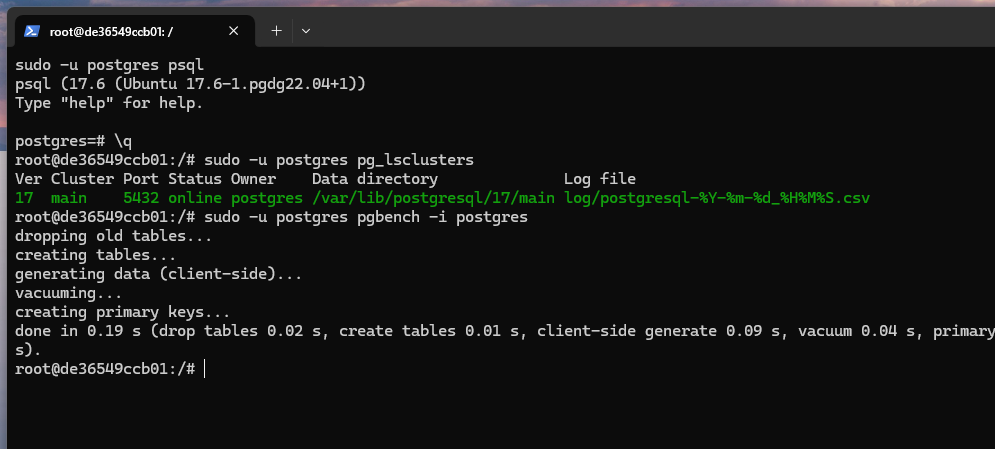 root@de36549ccb01: /
sudo -u postgres psql
psql (17.6 (Ubuntu 17.6-1.pgdg22.04+1))
Type "help" for help.
postgres=# \q
root@de36549ccb01:/# sudo -u postgres pg_lsclusters
Ver Cluster Port Status Owner    Data directory              Log file
17  main    5432 online postgres /var/lib/postgresql/17/main log/postgresql-%Y-%m-%d_%H%M%S.csv
root@de36549ccb01:/# sudo -u postgres pgbench -i postgres
dropping old tables...
creating tables...
generating data (client-side)...
vacuuming...
creating primary keys...
done in 0.19 s (drop tables 0.02 s, create tables 0.01 s, client-side generate 0.09 s, vacuum 0.04 s, primary
s).
root@de36549ccb01:/#